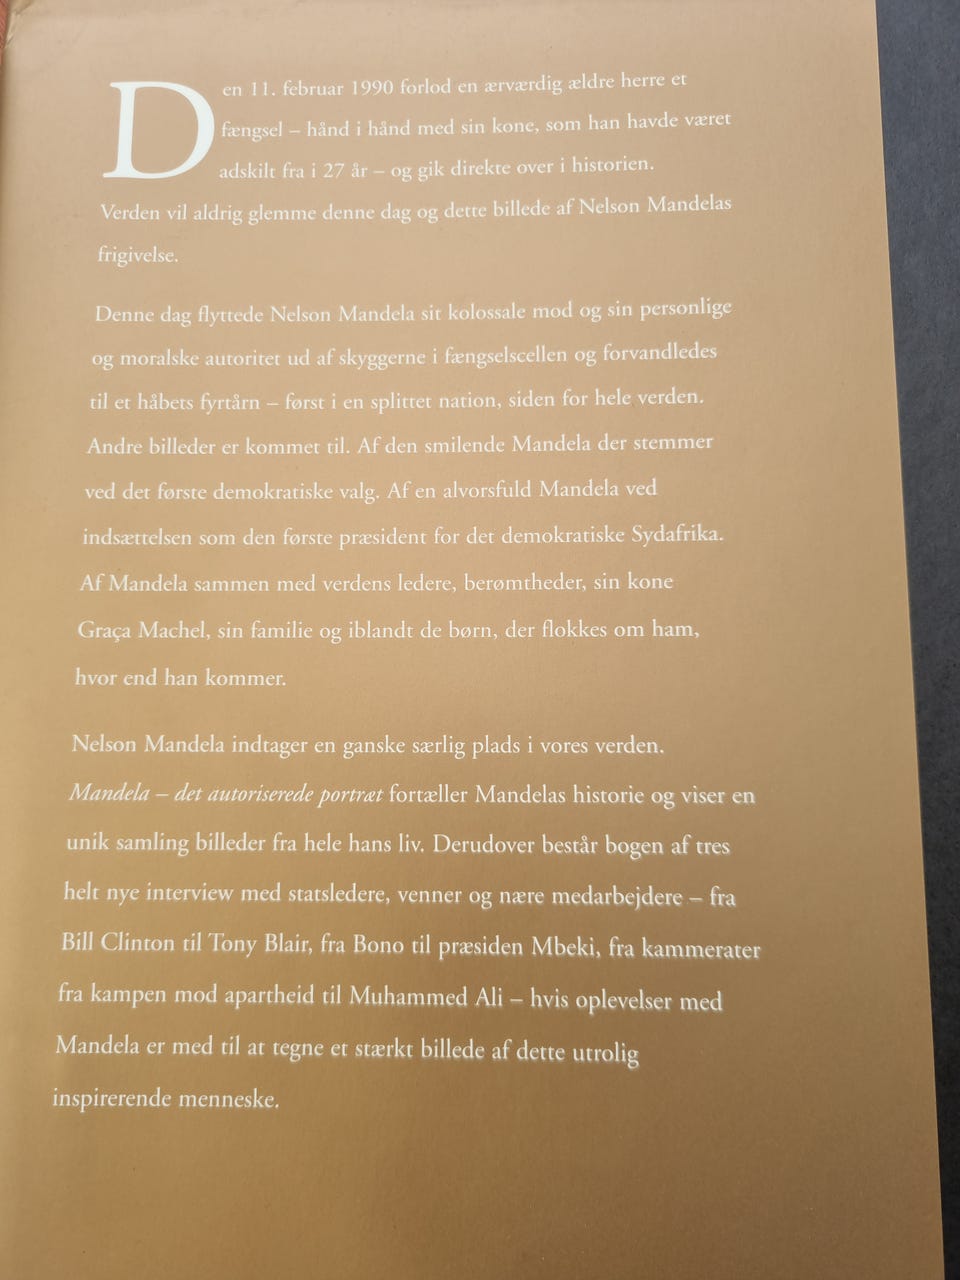 Den 11. februar 1990 forlod en ærværdig ældre herre et
fængsel – hånd i hånd med sin kone, som han havde været
adskilt fra i 27 år – og gik direkte over i historien.
Verden vil aldrig glemme denne dag og dette billede af Nelson Mandelas
frigivelse.
Denne dag flyttede Nelson Mandela sit kolossale mod og sin personlige
og moralske autoritet ud af skyggerne i fængselscellen og forvandledes
til et håbets fyrtårn – først i en splittet nation, siden for hele verden.
Andre billeder er kommet til. Af den smilende Mandela der stemmer
ved det første demokratiske valg. Af en alvorsfuld Mandela ved
indsættelsen som den første præsident for det demokratiske Sydafrika.
Af Mandela sammen med verdens ledere, berømtheder, sin kone
Graça Machel, sin familie og iblandt de børn, der flokkes om ham,
hvor end han kommer.
Nelson Mandela indtager en ganske særlig plads i vores verden.
Mandela – det autoriserede portræt fortæller Mandelas historie og viser en
unik samling billeder fra hele hans liv. Derudover består bogen af tres
helt nye interview med statsledere, venner og nære medarbejdere – fra
Bill Clinton til Tony Blair, fra Bono til præsiden Mbeki, fra kammerater
fra kampen mod apartheid til Muhammed Ali – hvis oplevelser med
Mandela er med til at tegne et stærkt billede af dette utrolig
inspirerende menneske.